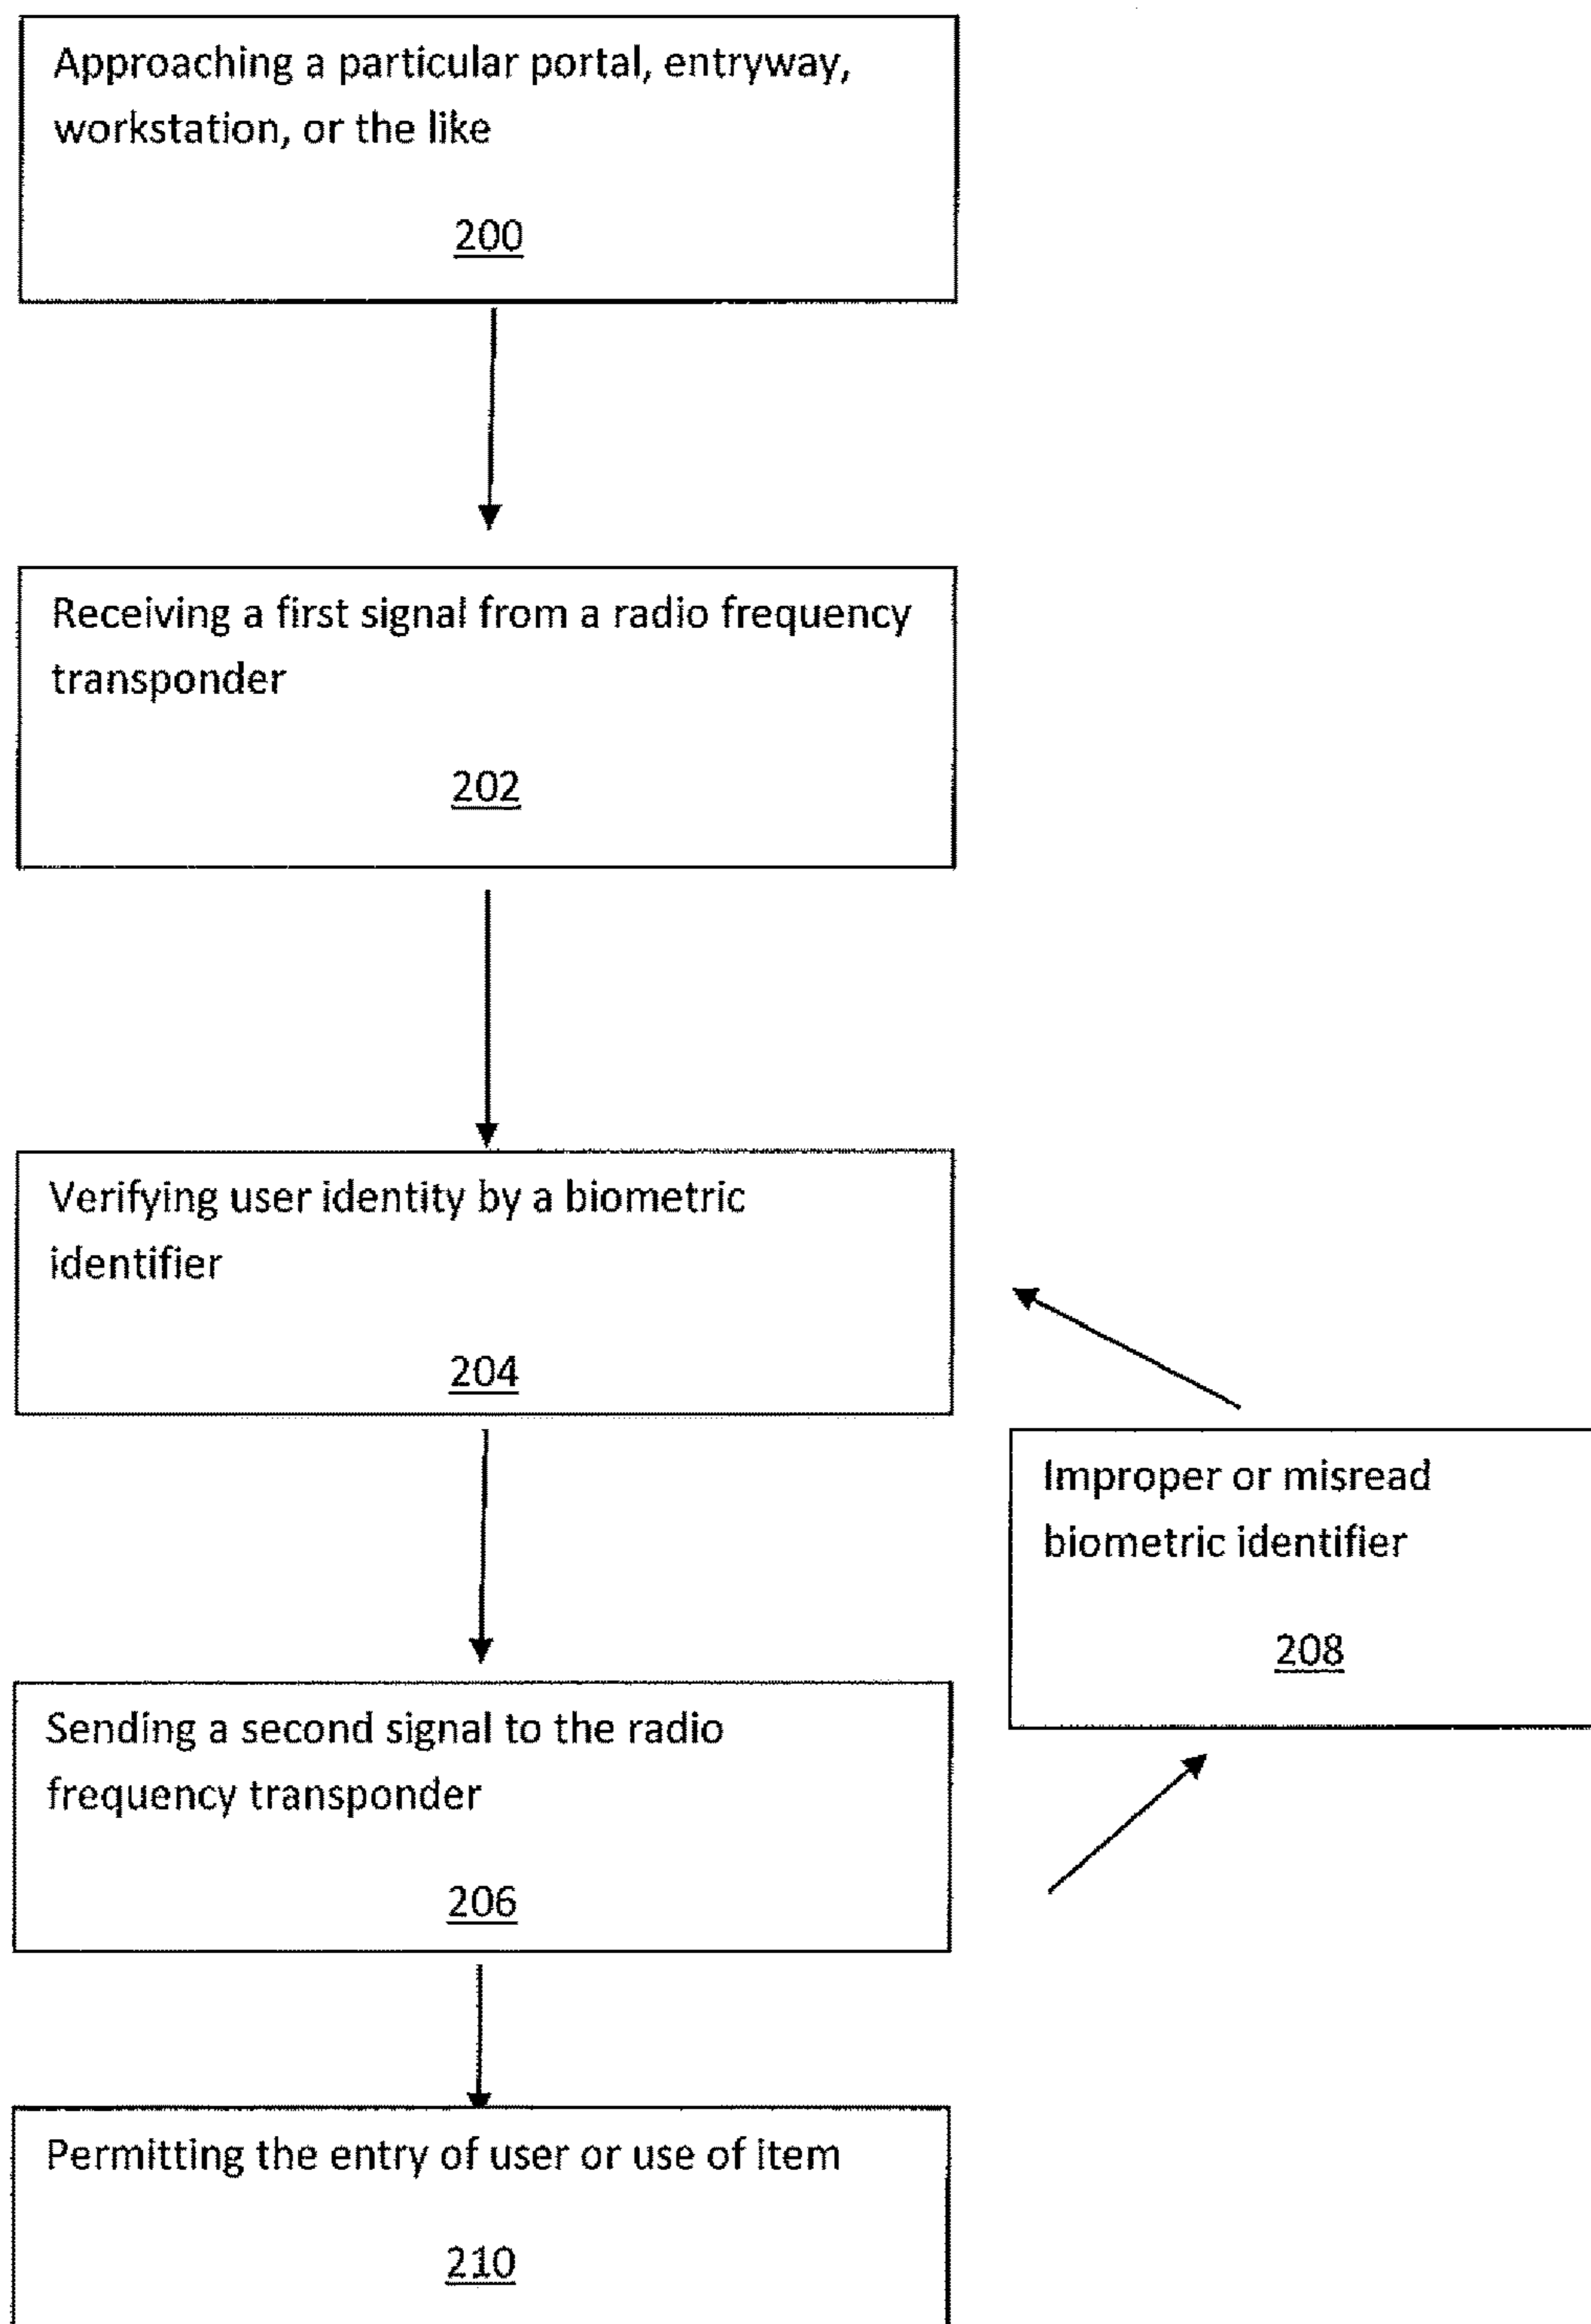 Approaching a particular portal, entryway,
workstation, or the like
200
Receiving a first signal from a radio frequency
transponder
202
Verifying user identity by a biometric
identifier
204
Improper or misread
biometric identifier
208
Sending a second signal to the radio
frequency transponder
206
Permitting the entry of user or use of item
210